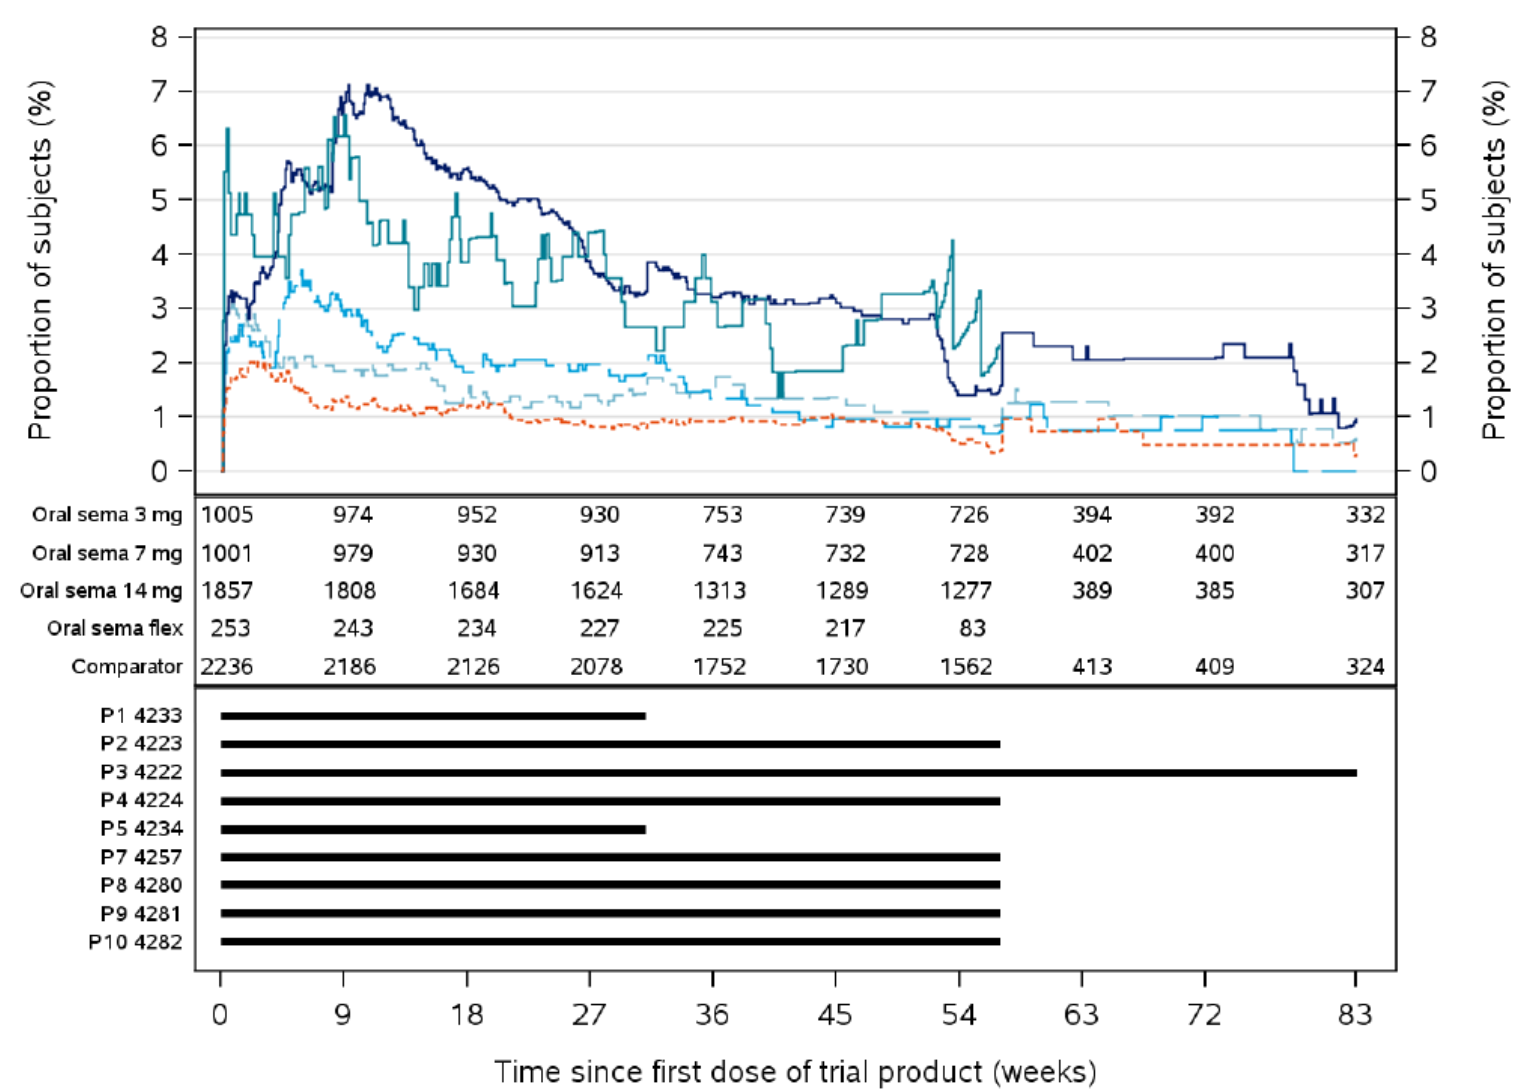 8 8
7 7
6 6
5 5
4 4
3 3
2 2
1 1
0 0
Proportion of subjects (%)
Proportion of subjects (%)
Oral sema 3 mg 1005 974 952 930 753 739 726 394 392 332
Oral sema 7 mg 1001 979 930 913 743 732 728 402 400 317
Oral sema 14 mg 1857 1808 1684 1624 1313 1289 1277 389 385 307
Oral sema flex 253 243 234 227 225 217 83
Comparator 2236 2186 2126 2078 1752 1730 1562 413 409 324
P1 4233
P2 4223
P3 4222
P4 4224
P5 4234
P7 4257
P8 4280
P9 4281
P10 4282
0 9 18 27 36 45 54 63 72 83
Time since first dose of trial product (weeks)